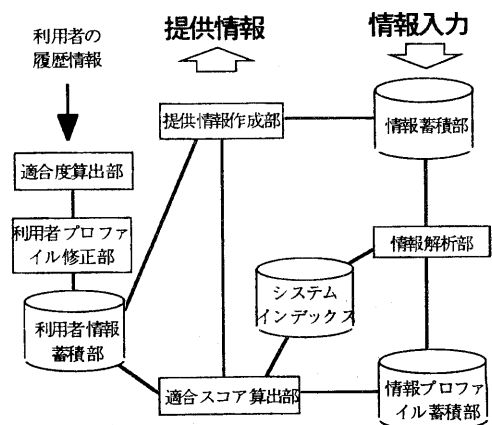 利用者の
履歴情報
提供情報
情報入力
提供情報作成部
情報蓄積部
適合度算出部
利用者プロファ
イル修正部
情報解析部
システム
インデックス
利用者情報
蓄積部
適合スコア算出部
情報プロファ
イル蓄積部